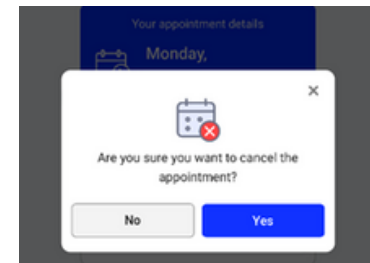 Your appointment details
Monday,
×
Are you sure you want to cancel the
appointment?
No
Yes